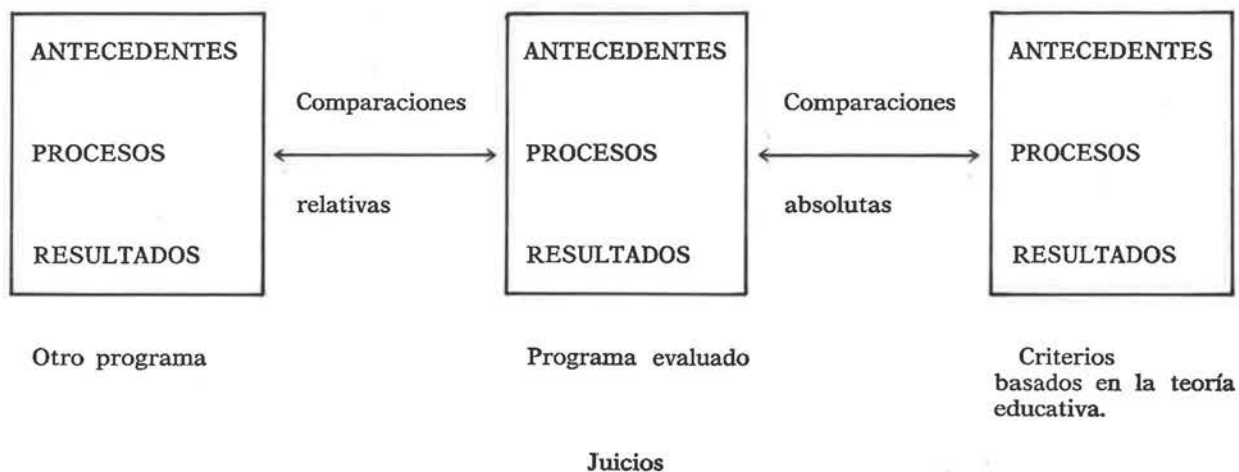 ANTECEDENTES
PROCESOS
RESULTADOS
Otro programa
Comparaciones
relativas
ANTECEDENTES
PROCESOS
RESULTADOS
Programa evaluado
Comparaciones
absolutas
ANTECEDENTES
PROCESOS
RESULTADOS
Criterios
basados en la teoría
educativa.
Juicios